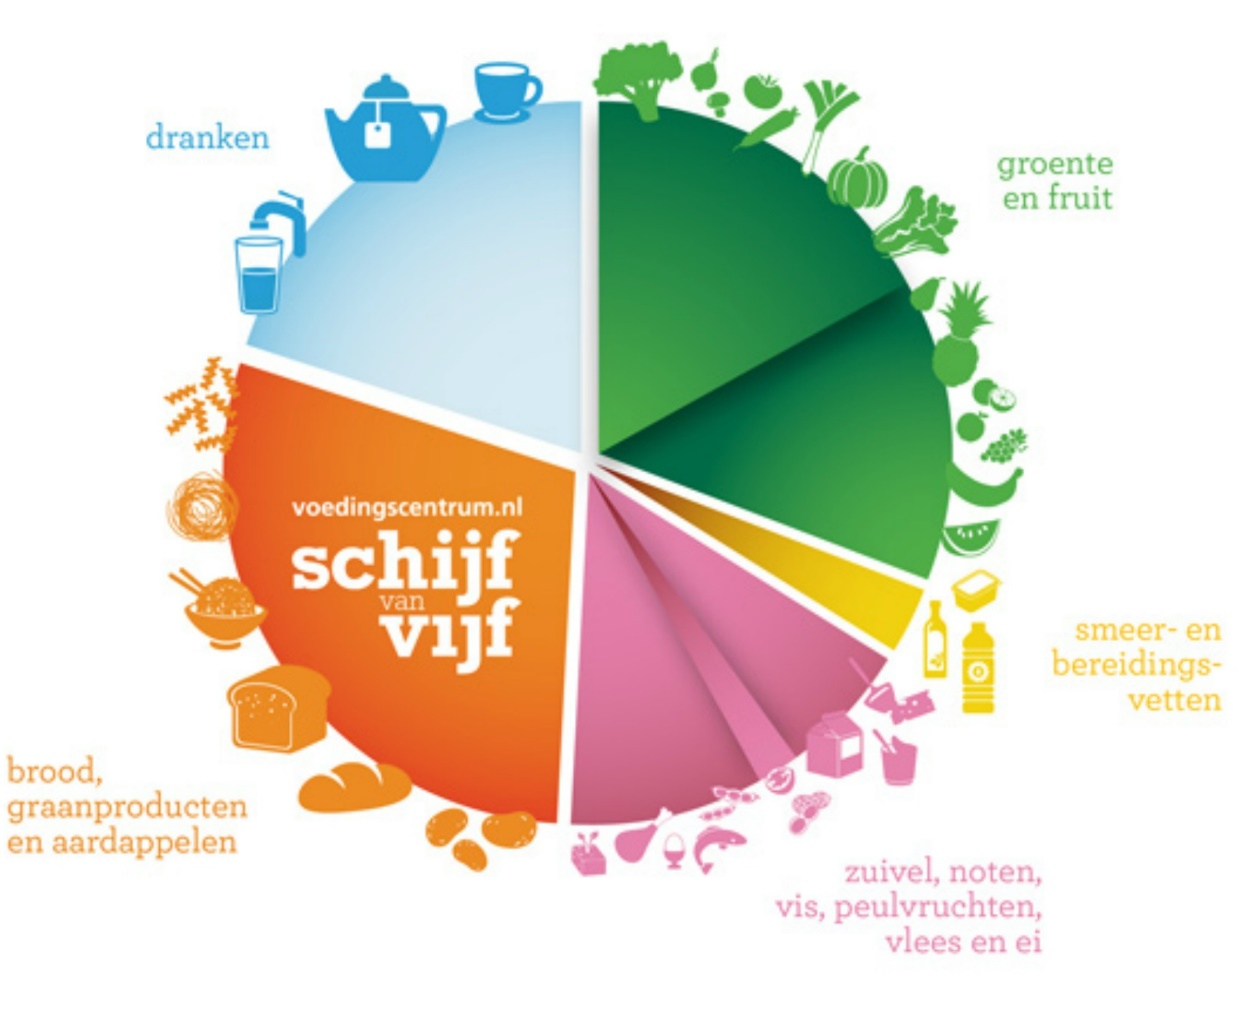 dranken
groente
en fruit
voedingscentrum.nl
schijf
van
vijf
smeer- en
bereidings-
vetten
brood,
graanproducten
en aardappelen
zuivel, noten,
vis, peulvruchten,
vlees en ei